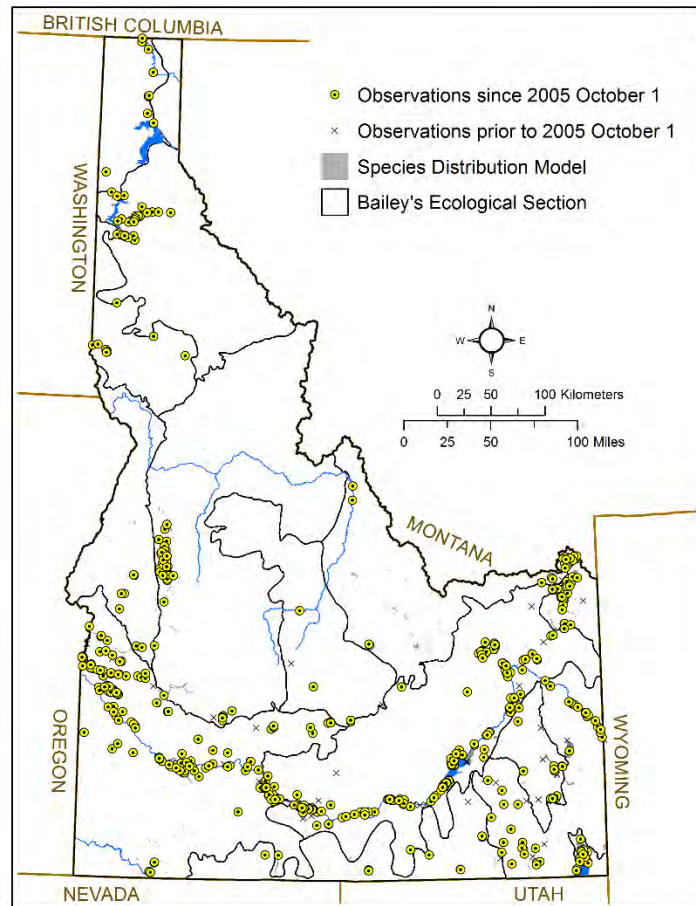 BRITISH COLUMBIA
Observations since 2005 October 1
Observations prior to 2005 October 1
Species Distribution Model
Bailey's Ecological Section
WASHINGTON
N
W E
S
0 25 50 100 Kilometers
0 25 50 100 Miles
MONTANA
OREGON
WYOMING
NEVADA UTAH